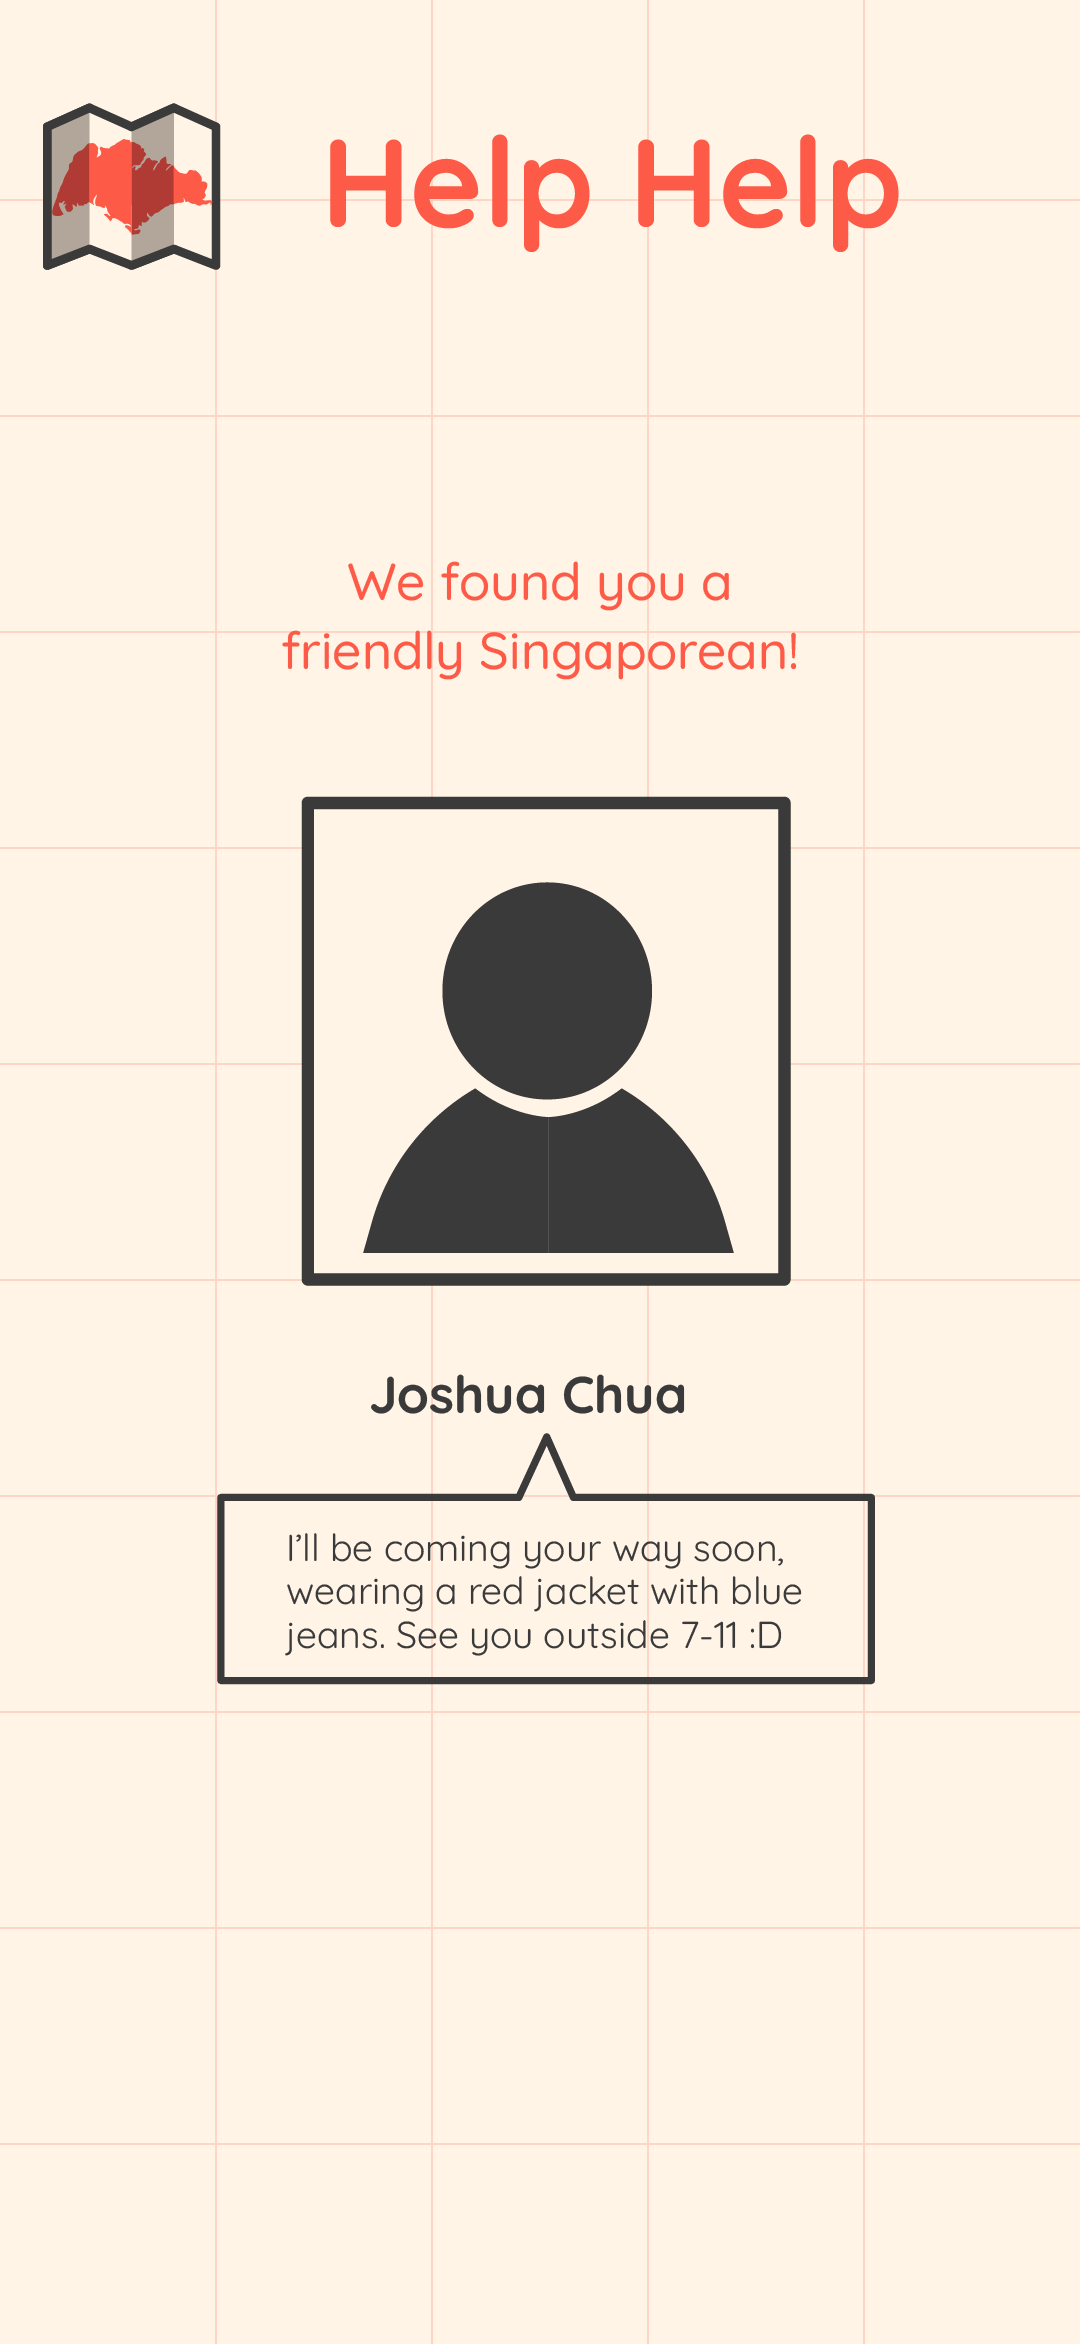 Help Help
We found you a
friendly Singaporean!
Joshua Chua
I’ll be coming your way soon,
wearing a red jacket with blue
jeans. See you outside 7-11 :D